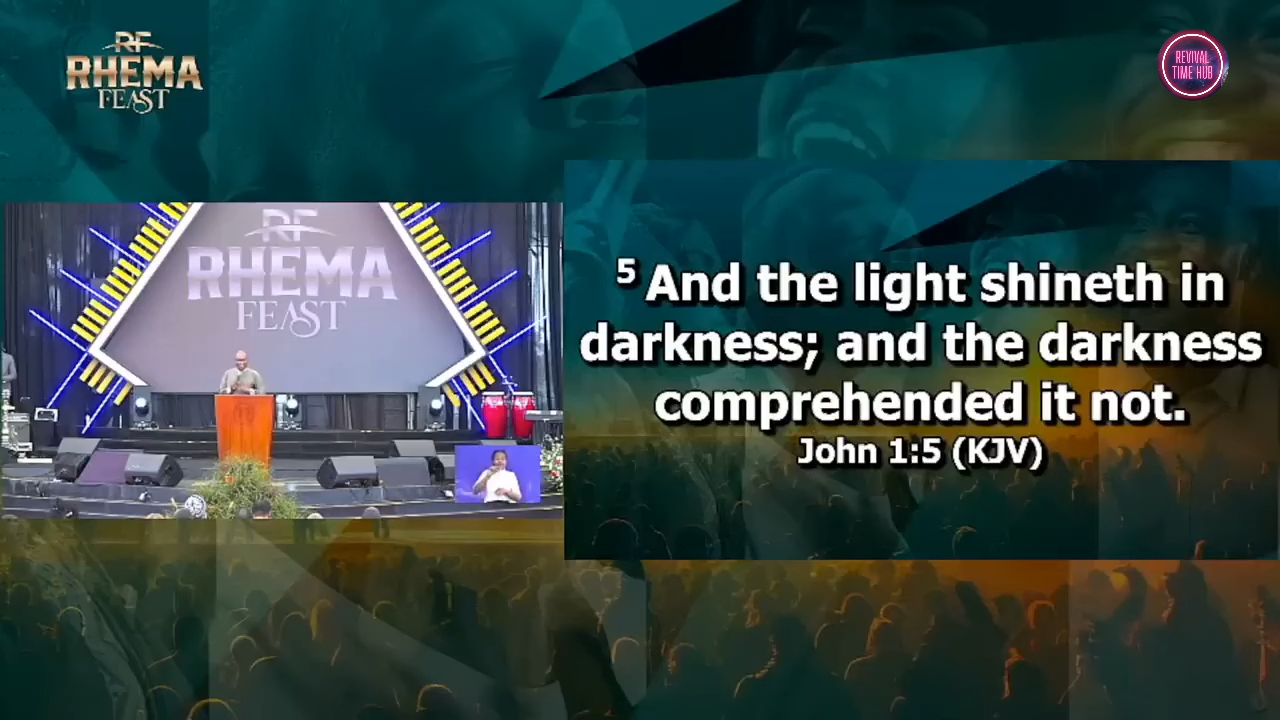 RF
RHEMA
FEAST
REVIVAL
TIME HUB
RF
RHEMA
FEAST
5 And the light shineth in
darkness; and the darkness
comprehended it not.
John 1:5 (KJV)